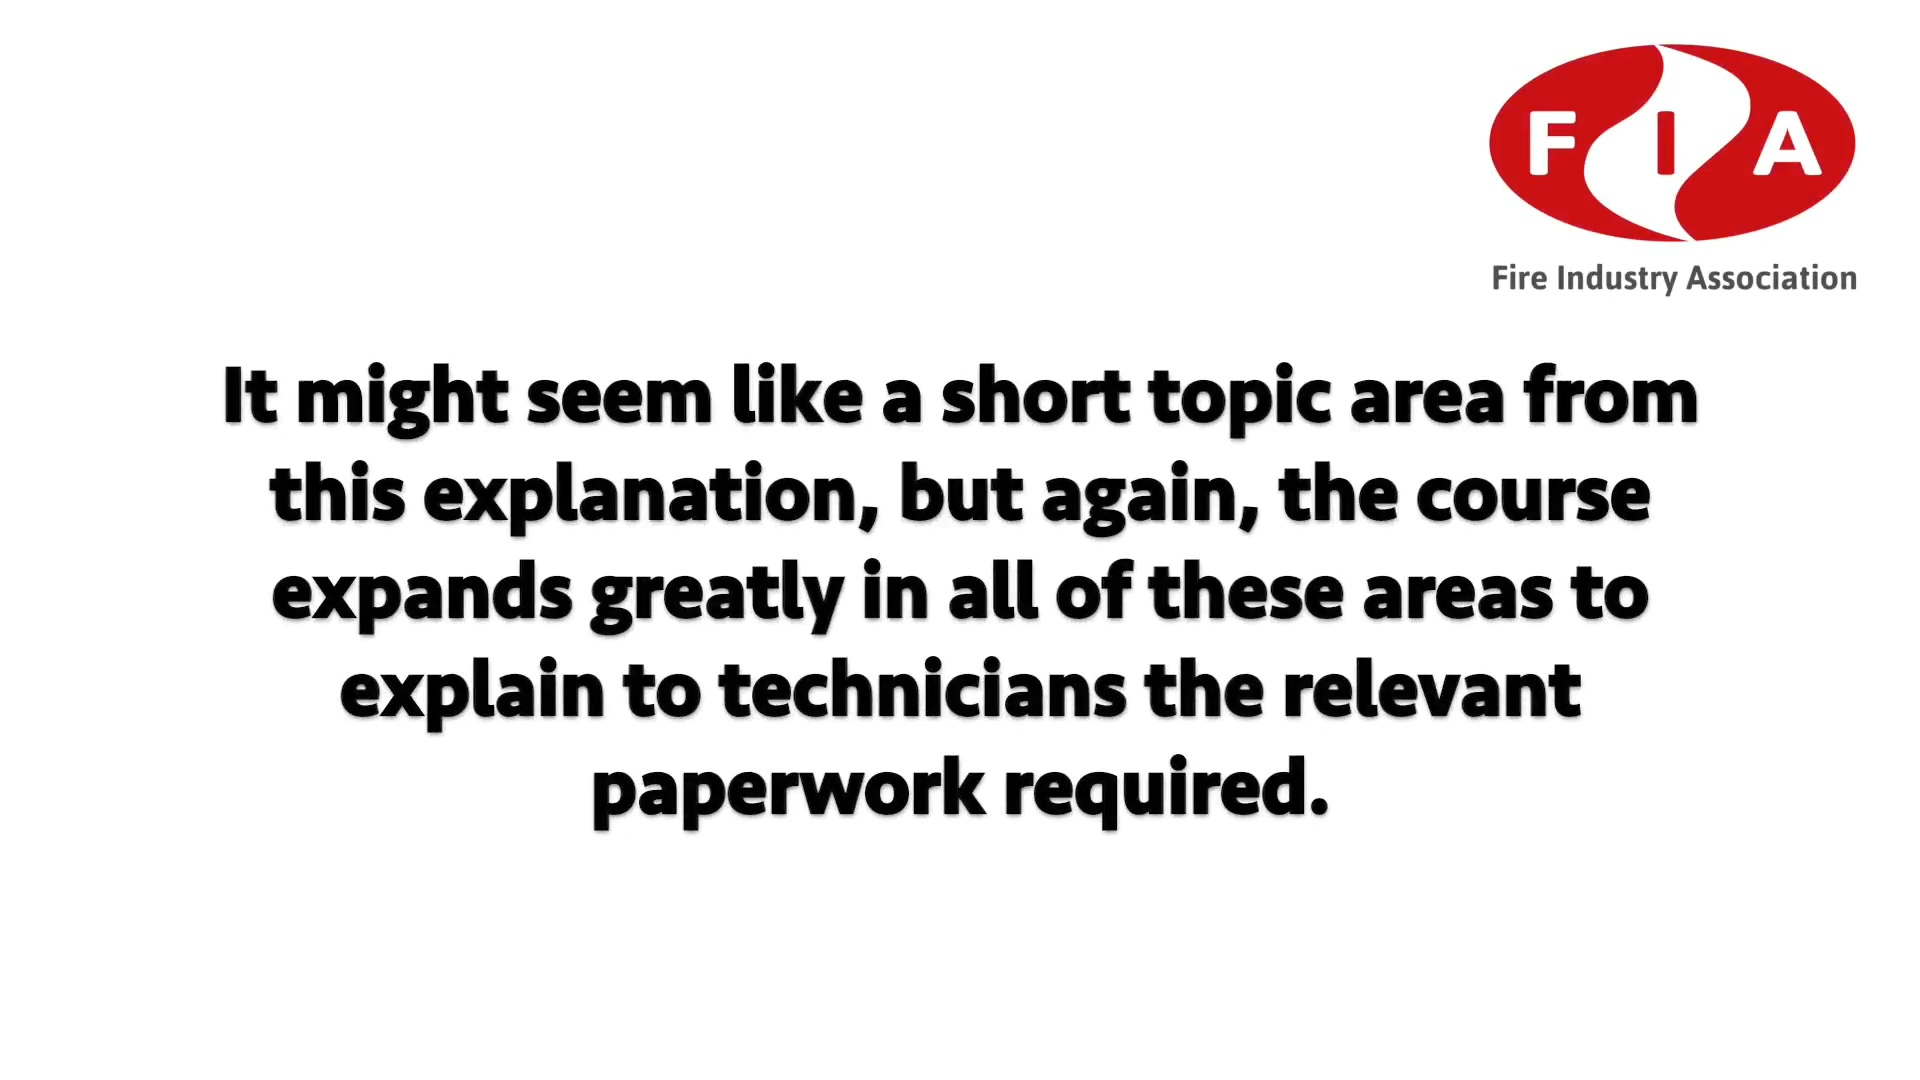 F I A
Fire Industry Association
It might seem like a short topic area from
this explanation, but again, the course
expands greatly in all of these areas to
explain to technicians the relevant
paperwork required.